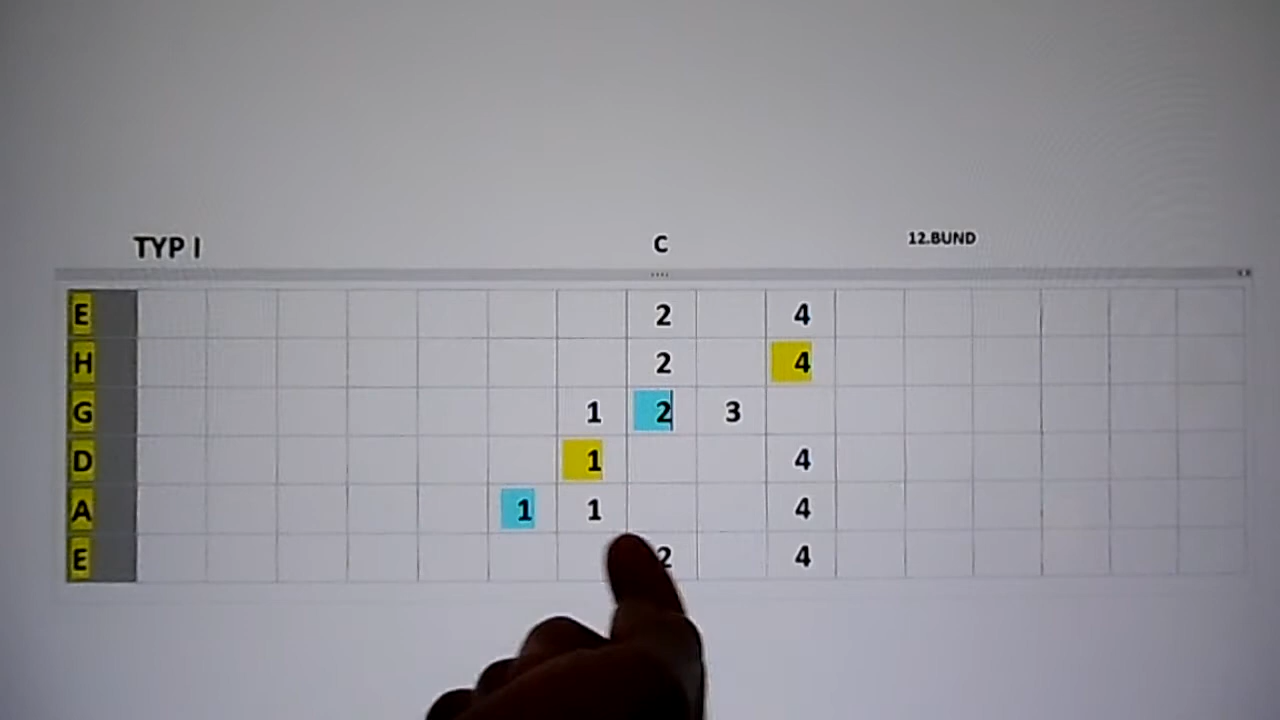 TYP I C 12.BUND
E 2 4
H 2 4
G 1 2 3
D 1 4
A 1 1 4
E 2 4